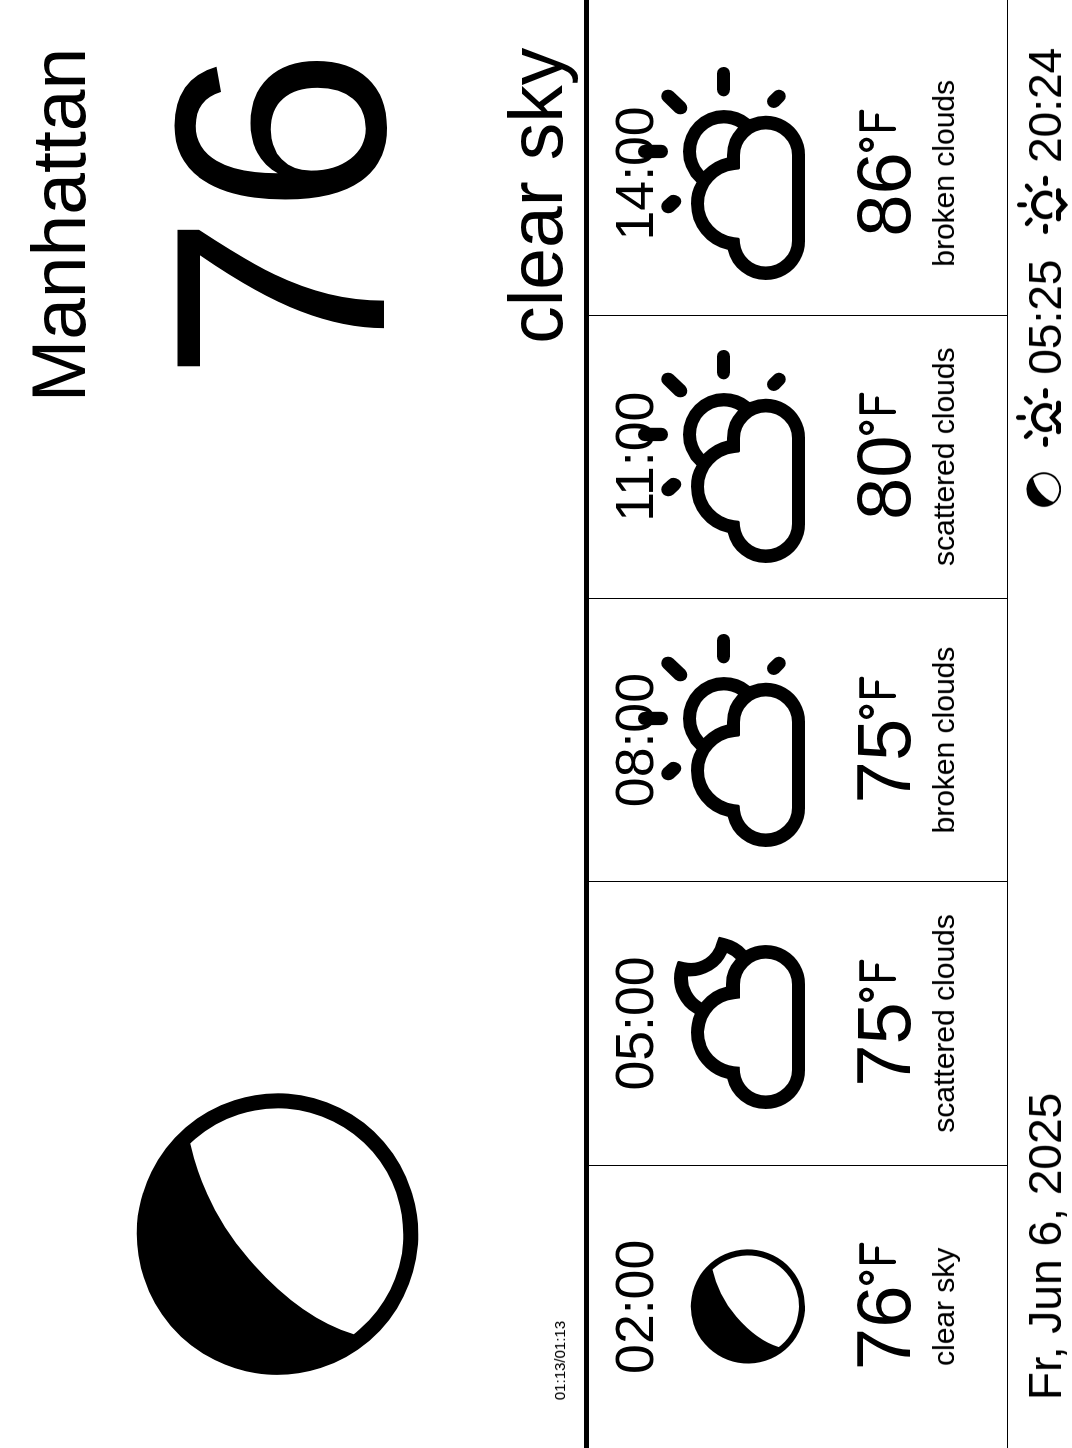 Manhattan
76
clear sky
01:13/01:13
02:00
76°F
clear sky
05:00
75°F
scattered clouds
08:00
75°F
broken clouds
11:00
80°F
scattered clouds
14:00
86°F
broken clouds
Fr, Jun 6, 2025
05:25
20:24